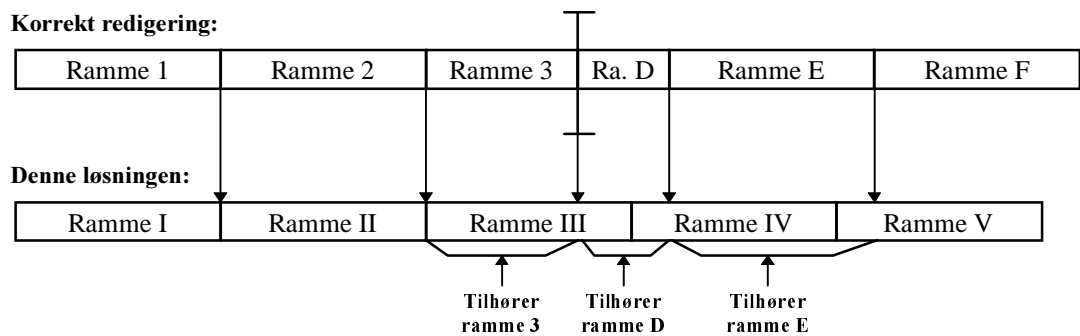 Korrekt redigering:
Ramme 1 Ramme 2 Ramme 3 Ra. D Ramme E Ramme F
Denne løsningen:
Ramme I Ramme II Ramme III Ramme IV Ramme V
Tilhører Tilhører Tilhører
ramme 3 ramme D ramme E